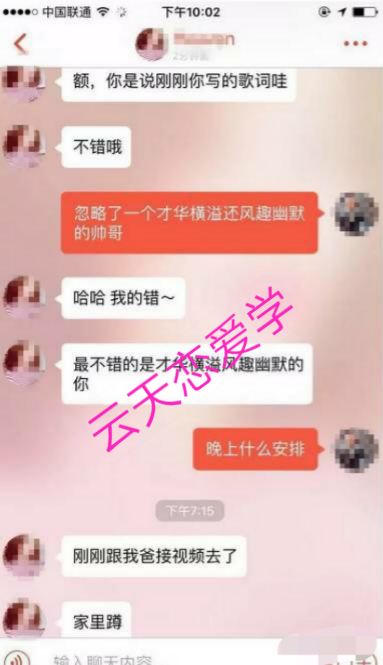 中国联通 下午10:02
额，你是说刚刚你写的歌词哇
不错哦
忽略了一个才华横溢还风趣幽默
的帅哥
哈哈 我的错～
最不错的是才华横溢风趣幽默的
你
云天恋爱学
晚上什么安排
下午7:15
刚刚跟我爸接视频去了
家里蹲
输入聊天内容